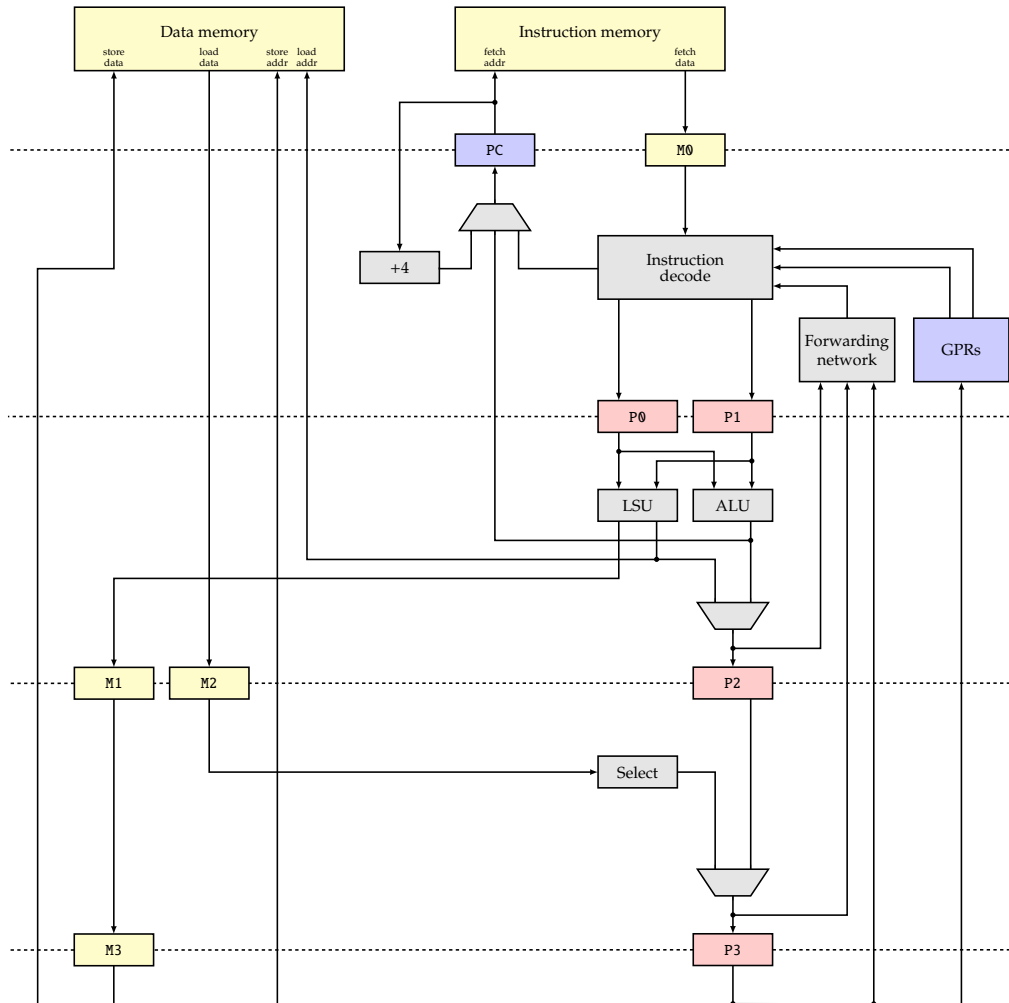 Data memory
store
data
load
data
store
addr
load
addr
Instruction memory
fetch
addr
fetch
data
PC
M0
+4
Instruction
decode
Forwarding
network
GPRs
P0
P1
LSU
ALU
M1
M2
P2
Select
M3
P3